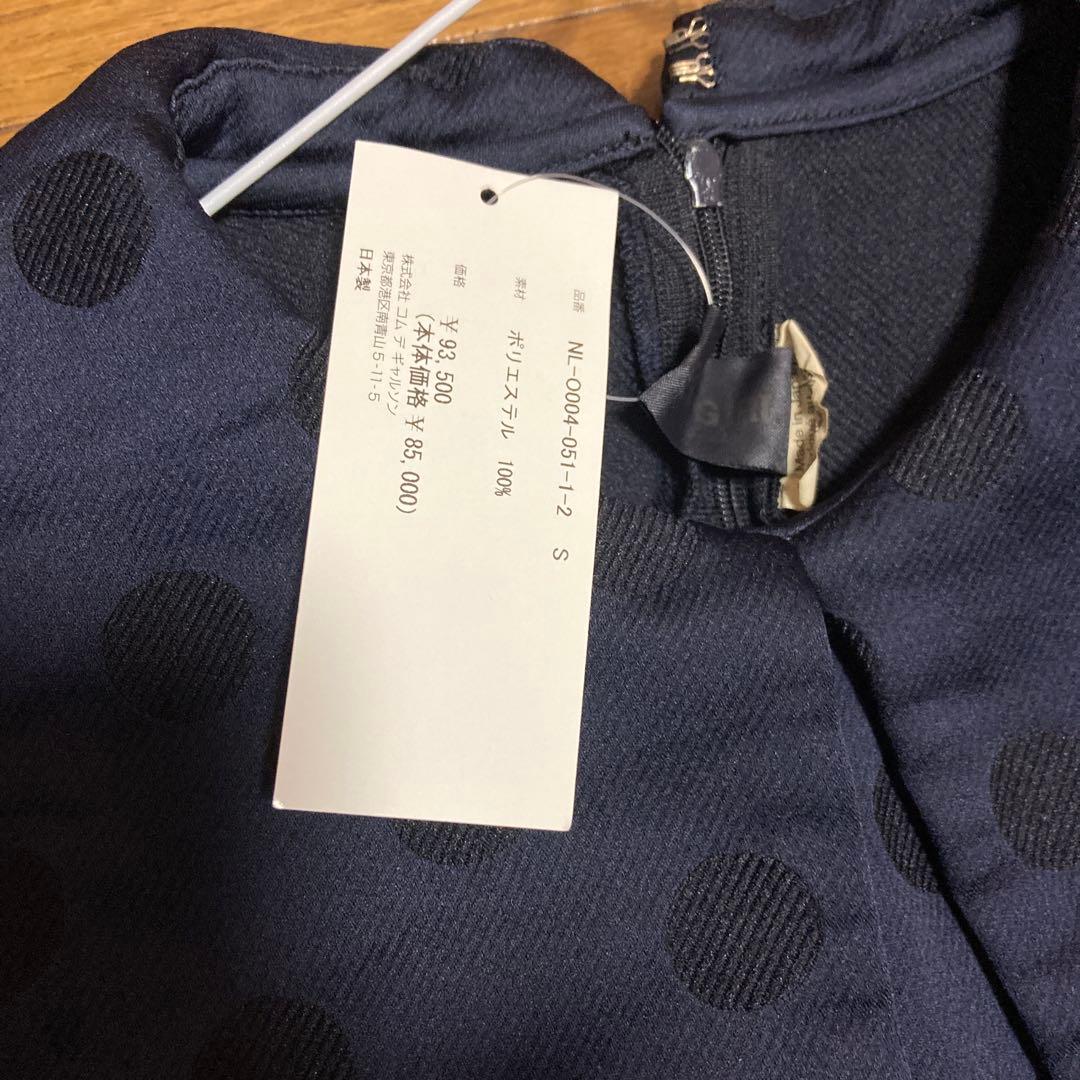 品番 NL-O004-051-1-2 S
素材 ポリエステル 100%
価格 ￥93,500
(本体価格￥85,000)
株式会社 コム デ ギャルソン
東京都港区南青山5-11-5
日本製
G